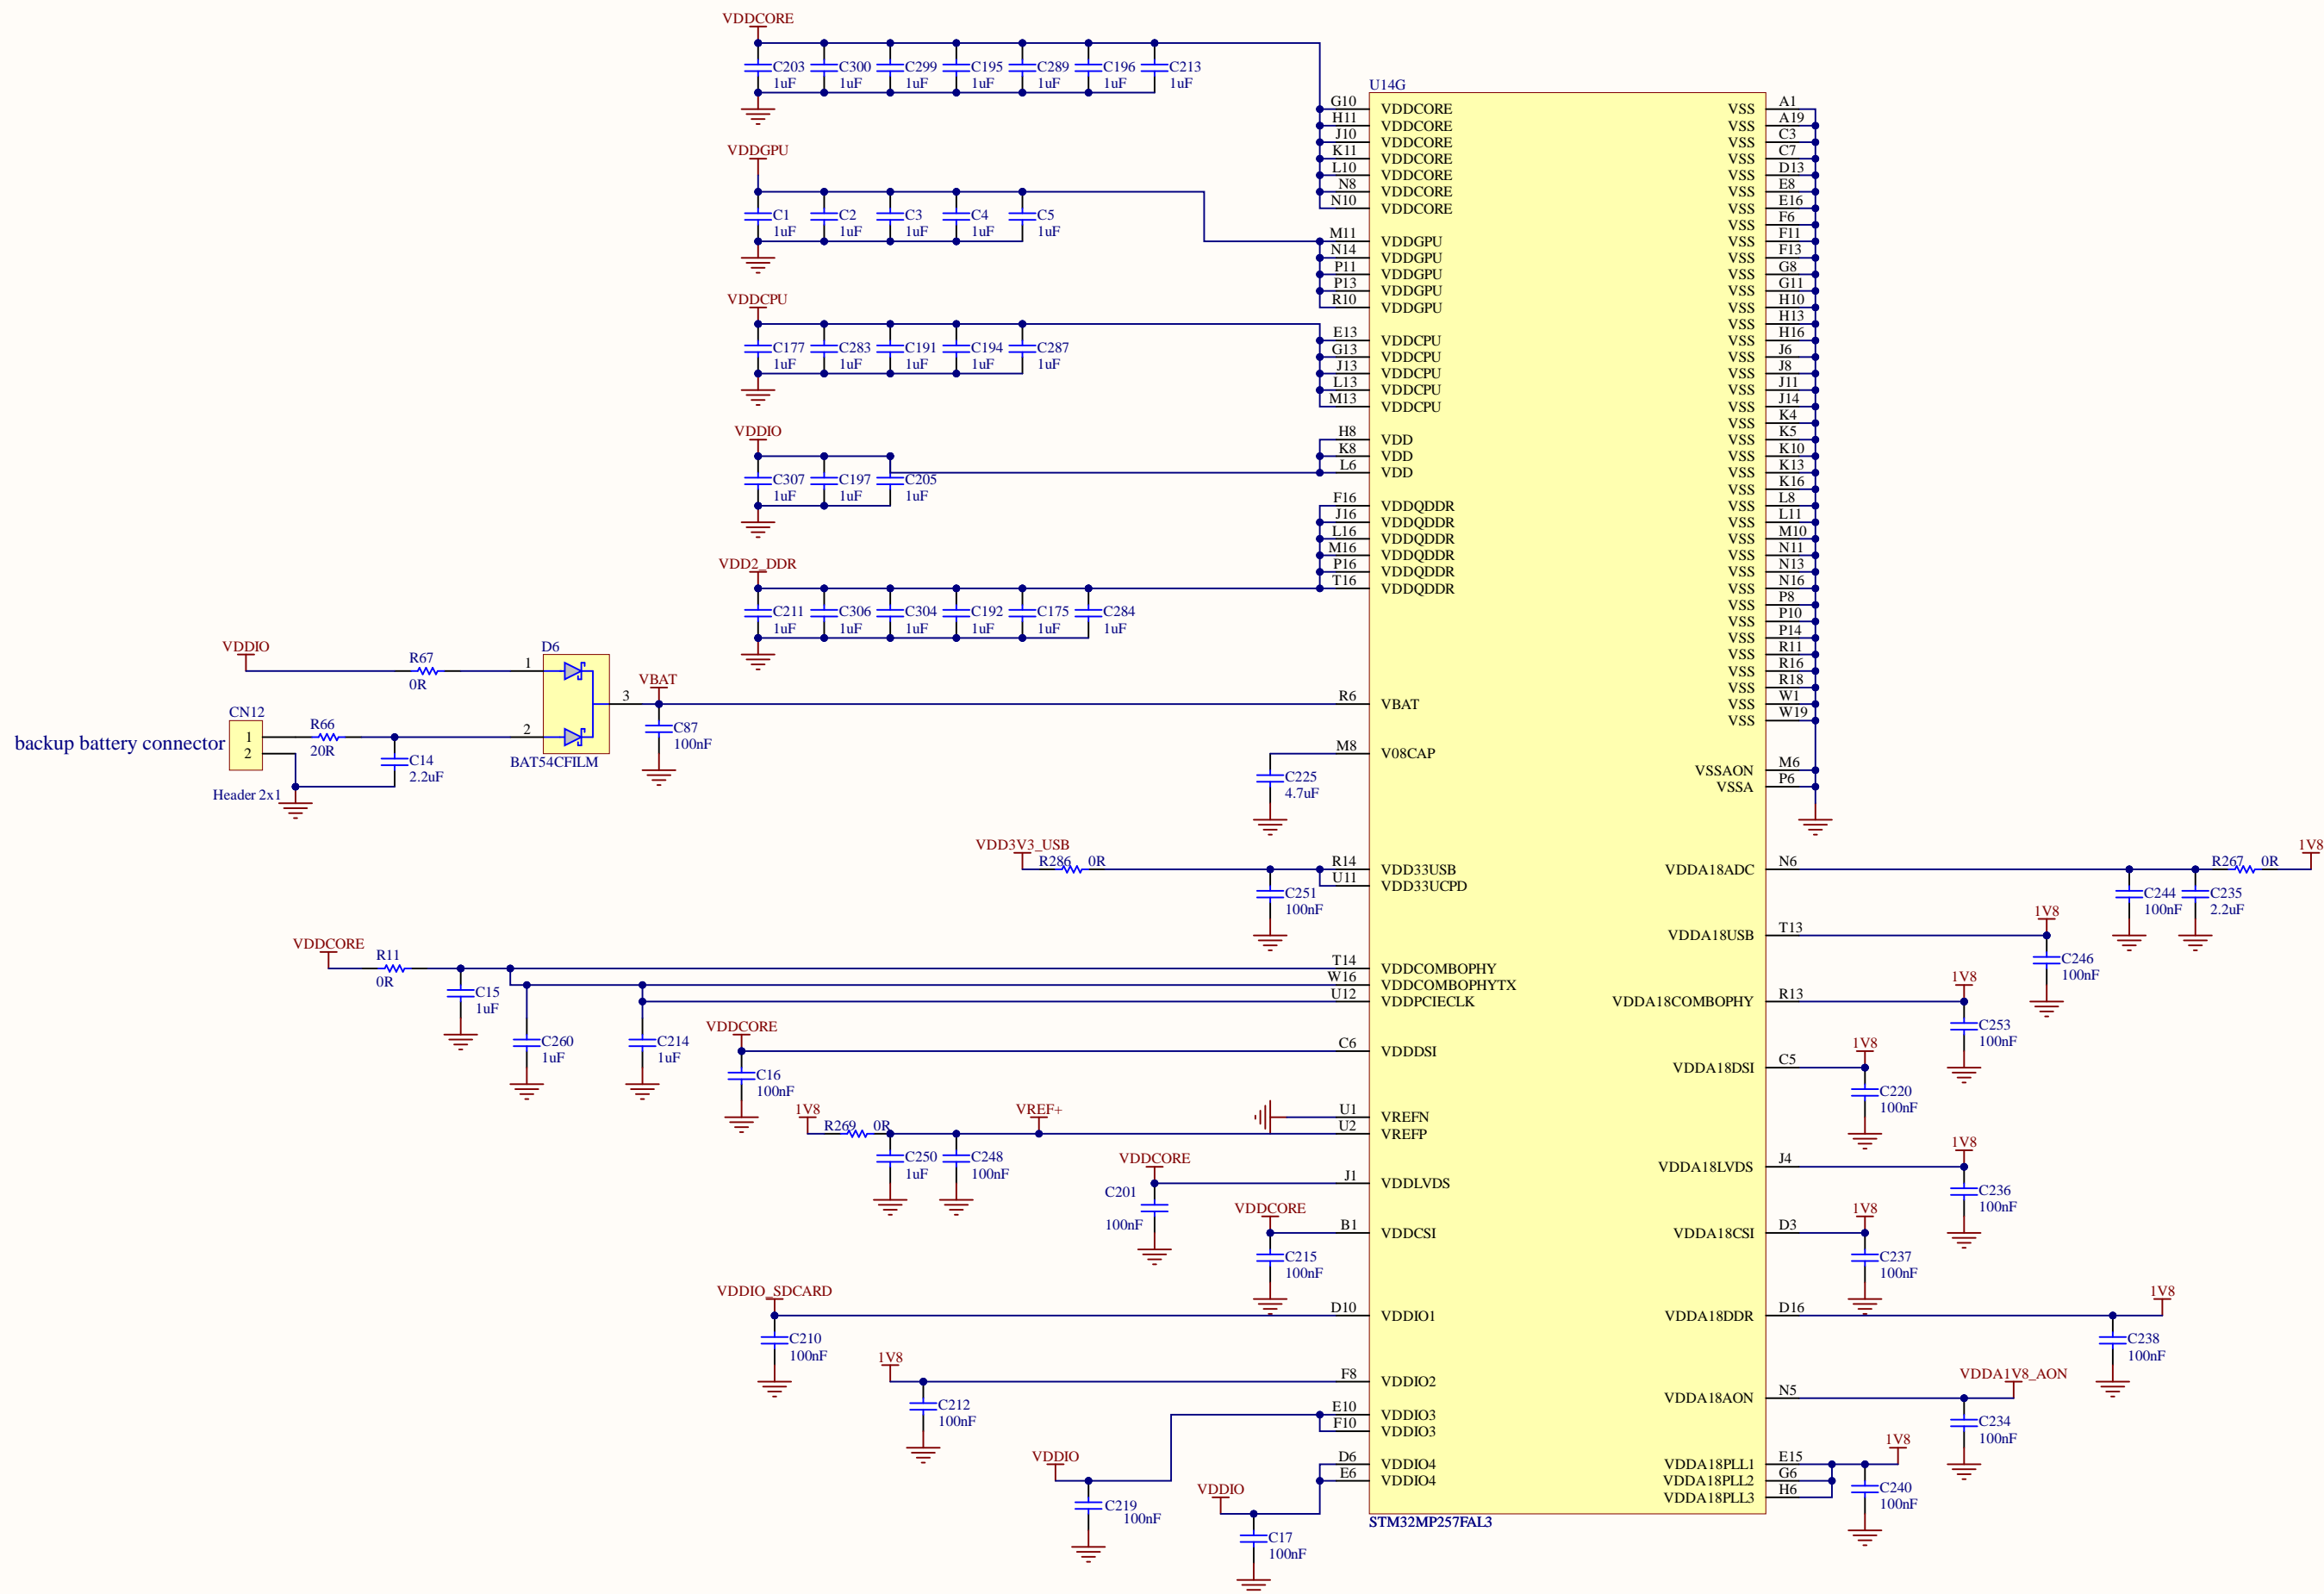 VDDCORE
C203 C300 C299 C195 C289 C196 C213
1uF 1uF 1uF 1uF 1uF 1uF 1uF
VDDGPU
C1 C2 C3 C4 C5
1uF 1uF 1uF 1uF 1uF
VDDCPU
C177 C283 C191 C194 C287
1uF 1uF 1uF 1uF 1uF
VDDIO
C307 C197 C205
1uF 1uF 1uF
VDD2_DDR
C211 C306 C304 C192 C175 C284
1uF 1uF 1uF 1uF 1uF 1uF
VDDIO
R67
0R
1
D6
3
VBAT
CN12
backup battery connector
1
2
R66
20R
2
C14
2.2uF
BAT54CFILM
Header 2x1
C87
100nF
C225
4.7uF
VDD3V3_USB
R286 0R
C251
100nF
VDDCORE
R11
0R
C15
1uF
C260
1uF
C214
1uF
VDDCORE
C16
100nF
1V8
R269 0R
VREF+
C250
1uF
C248
100nF
VDDCORE
C201
100nF
VDDCORE
C215
100nF
VDDIO_SDCARD
C210
100nF
1V8
C212
100nF
VDDIO
C219
100nF
VDDIO
C17
100nF
U14G
G10 VDDCORE
H11 VDDCORE
J10 VDDCORE
K11 VDDCORE
L10 VDDCORE
N8 VDDCORE
N10 VDDCORE
M11 VDDGPU
N14 VDDGPU
P11 VDDGPU
P13 VDDGPU
R10 VDDGPU
E13 VDDCPU
G13 VDDCPU
J13 VDDCPU
L13 VDDCPU
M13 VDDCPU
H8 VDD
K8 VDD
L6 VDD
F16 VDDQDDR
J16 VDDQDDR
L16 VDDQDDR
M16 VDDQDDR
P16 VDDQDDR
T16 VDDQDDR
R6 VBAT
M8 V08CAP
R14 VDD33USB
U11 VDD33UCPD
T14 VDDCOMBOPHY
W16 VDDCOMBOPHYTX
U12 VDDPCIECLK
C6 VDDDSI
U1 VREFN
U2 VREFP
J1 VDDLVDS
B1 VDDCSI
D10 VDDIO1
F8 VDDIO2
E10 VDDIO3
F10 VDDIO3
D6 VDDIO4
E6 VDDIO4
STM32MP257FAL3
VSS A1
VSS A19
VSS C3
VSS C7
VSS D13
VSS E8
VSS E16
VSS F6
VSS F11
VSS F13
VSS G8
VSS G11
VSS H10
VSS H13
VSS H16
VSS J6
VSS J8
VSS J11
VSS J14
VSS K4
VSS K5
VSS K10
VSS K13
VSS K16
VSS L8
VSS L11
VSS M10
VSS N11
VSS N13
VSS N16
VSS P8
VSS P10
VSS P14
VSS R11
VSS R16
VSS R18
VSS W1
VSS W19
VSSAON M6
VSSA P6
VDDA18ADC N6
VDDA18USB T13
VDDA18COMBOPHY R13
VDDA18DSI C5
VDDA18LVDS J4
VDDA18CSI D3
VDDA18DDR D16
VDDA18AON N5
VDDA18PLL1 E15
VDDA18PLL2 G6
VDDA18PLL3 H6
1V8
R267 0R
C244
100nF
C235
2.2uF
1V8
C246
100nF
1V8
C253
100nF
1V8
C220
100nF
1V8
C236
100nF
1V8
C237
100nF
1V8
C238
100nF
VDDA1V8_AON
C234
100nF
1V8
C240
100nF